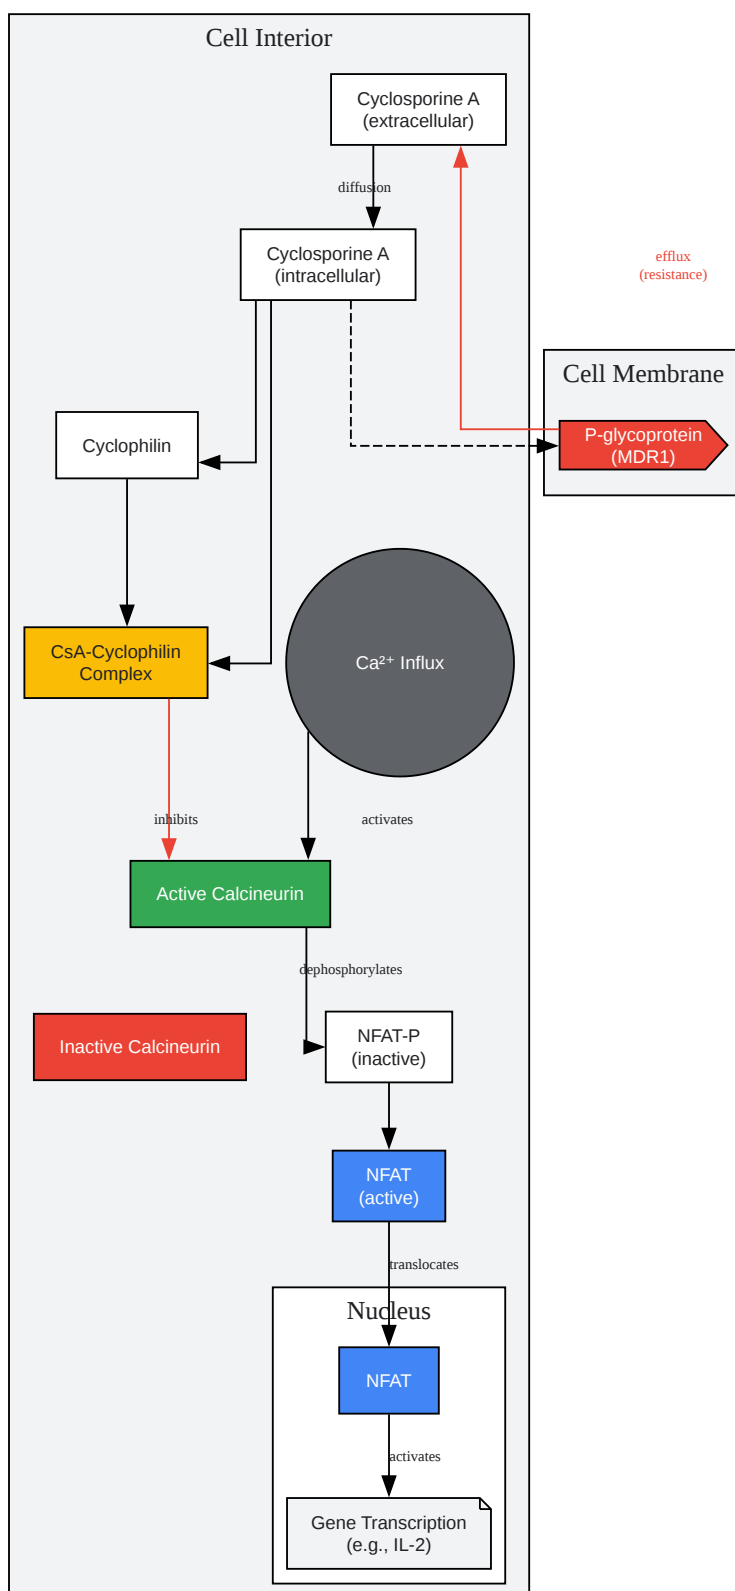 Cell Interior
Cyclosporine A
(extracellular)
diffusion
Cyclosporine A
(intracellular)
efflux
(resistance)
Cell Membrane
P-glycoprotein
(MDR1)
Cyclophilin
CsA-Cyclophilin
Complex
Ca²⁺ Influx
inhibits
activates
Active Calcineurin
dephosphorylates
Inactive Calcineurin
NFAT-P
(inactive)
NFAT
(active)
translocates
Nucleus
NFAT
activates
Gene Transcription
(e.g., IL-2)